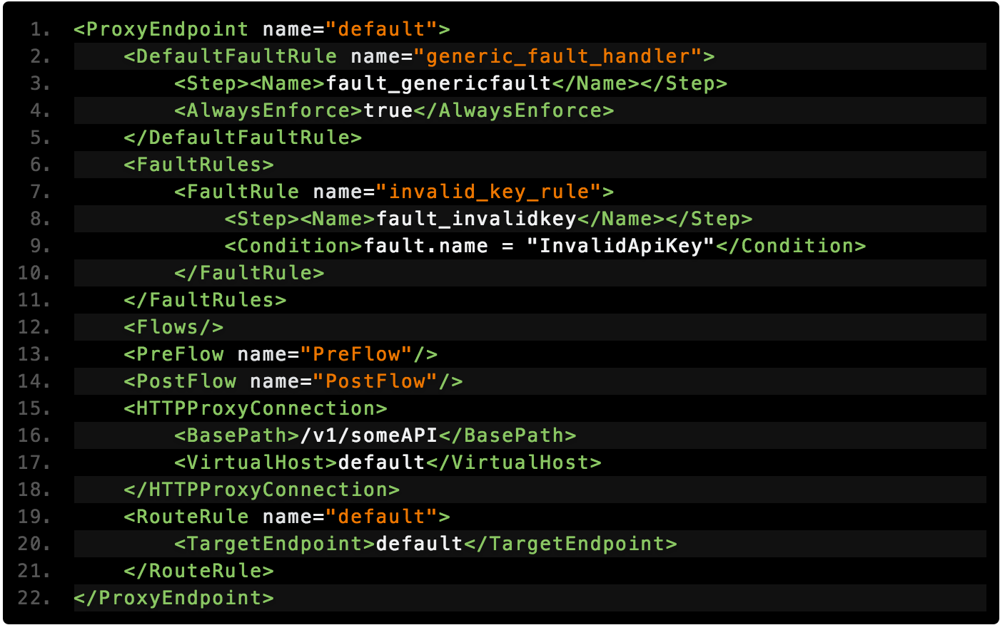 1. <ProxyEndpoint name="default">
2.     <DefaultFaultRule name="generic_fault_handler">
3.         <Step><Name>fault_genericfault</Name></Step>
4.         <AlwaysEnforce>true</AlwaysEnforce>
5.     </DefaultFaultRule>
6.     <FaultRules>
7.         <FaultRule name="invalid_key_rule">
8.             <Step><Name>fault_invalidkey</Name></Step>
9.             <Condition>fault.name = "InvalidApiKey"</Condition>
10.         </FaultRule>
11.     </FaultRules>
12.     <Flows/>
13.     <PreFlow name="PreFlow"/>
14.     <PostFlow name="PostFlow"/>
15.     <HTTPProxyConnection>
16.         <BasePath>/v1/someAPI</BasePath>
17.         <VirtualHost>default</VirtualHost>
18.     </HTTPProxyConnection>
19.     <RouteRule name="default">
20.         <TargetEndpoint>default</TargetEndpoint>
21.     </RouteRule>
22. </ProxyEndpoint>